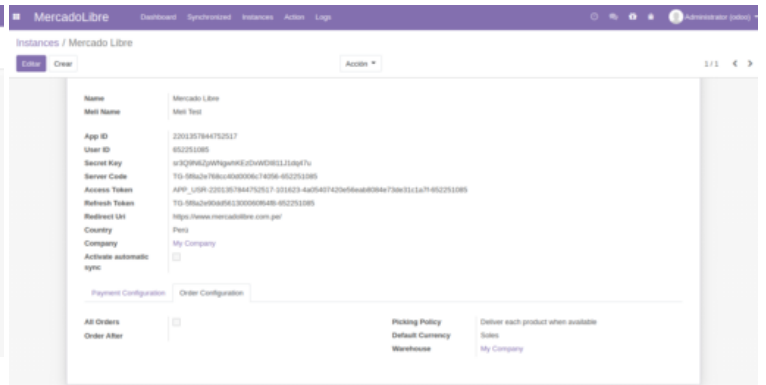 MercadoLibre Dashboard Synchronized Instances Action Logs Administrator (odoo)
Instances / Mercado Libre
Editar Crear Acción 1 / 1
Name Mercado Libre
Meli Name Meli Test
App ID 2201357844752517
User ID 652251085
Secret Key
Server Code
Access Token
Refresh Token
Redirect Uri https://www.mercadolibre.com.pe/
Country Perú
Company My Company
Activate automatic
sync
Payment Configuration Order Configuration
All Orders Picking Policy Deliver each product when available
Order After Default Currency Soles
Warehouse My Company